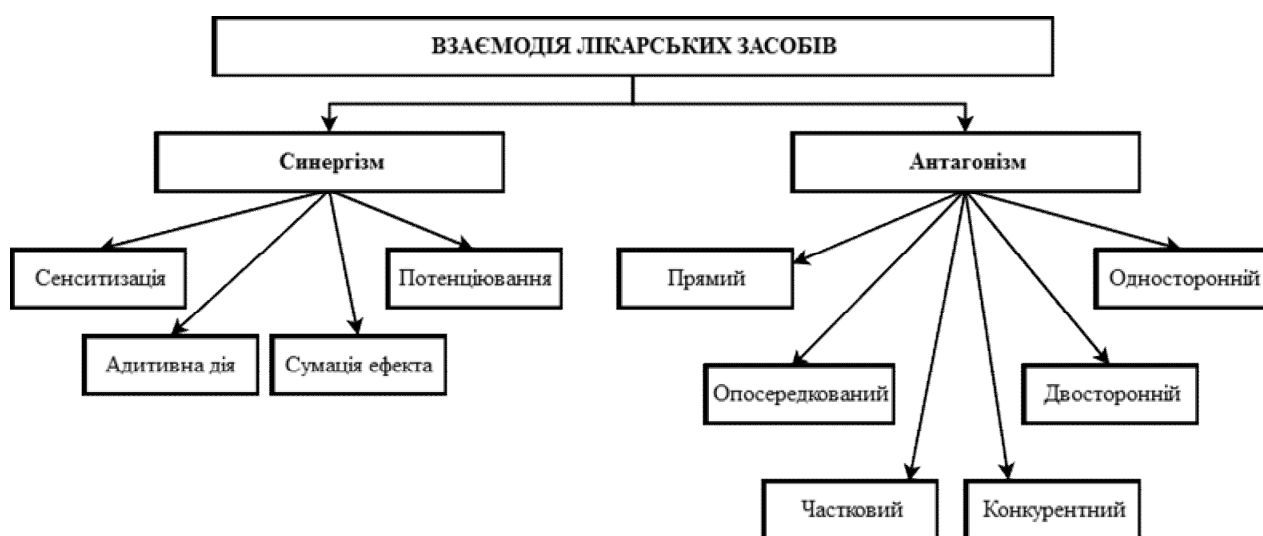 ВЗАЄМОДІЯ ЛІКАРСЬКИХ ЗАСОБІВ
Синергізм
Антагонізм
Сенситизація
Потенціювання
Прямий
Односторонній
Адитивна дія
Сумація ефекта
Опосередкований
Двосторонній
Частковий
Конкурентний